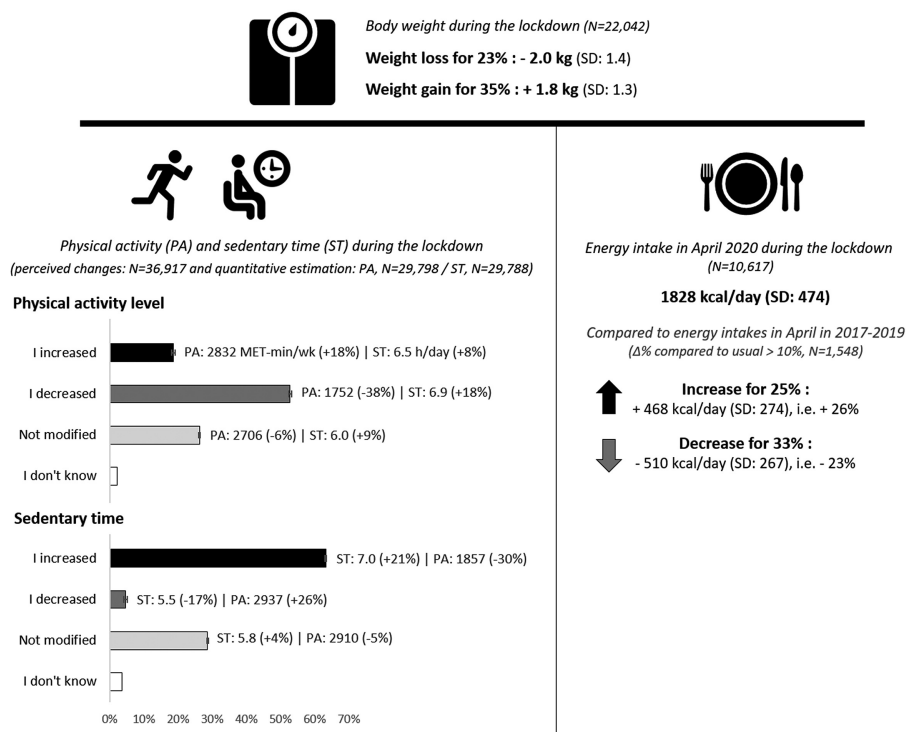 Body weight during the lockdown (N=22,042)
Weight loss for 23% : - 2.0 kg (SD: 1.4)
Weight gain for 35% : + 1.8 kg (SD: 1.3)
Physical activity (PA) and sedentary time (ST) during the lockdown
(perceived changes: N=36,917 and quantitative estimation: PA, N=29,798 / ST, N=29,788)
Physical activity level
I increased PA: 2832 MET-min/wk (+18%) | ST: 6.5 h/day (+8%)
I decreased PA: 1752 (-38%) | ST: 6.9 (+18%)
Not modified PA: 2706 (-6%) | ST: 6.0 (+9%)
I don't know
Sedentary time
I increased ST: 7.0 (+21%) | PA: 1857 (-30%)
I decreased ST: 5.5 (-17%) | PA: 2937 (+26%)
Not modified ST: 5.8 (+4%) | PA: 2910 (-5%)
I don't know
0% 10% 20% 30% 40% 50% 60% 70%
Energy intake in April 2020 during the lockdown
(N=10,617)
1828 kcal/day (SD: 474)
Compared to energy intakes in April in 2017-2019
(Δ% compared to usual > 10%, N=1,548)
Increase for 25% :
+ 468 kcal/day (SD: 274), i.e. + 26%
Decrease for 33% :
- 510 kcal/day (SD: 267), i.e. - 23%